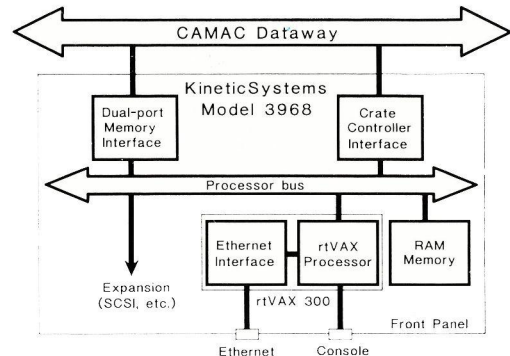 CAMAC Dataway
KineticSystems
Model 3968
Dual-port
Memory
Interface
Crate
Controller
Interface
Processor bus
Ethernet
Interface
rtVAX
Processor
RAM
Memory
Expansion
(SCSI, etc.)
rtVAX 300
Front Panel
Ethernet
Console